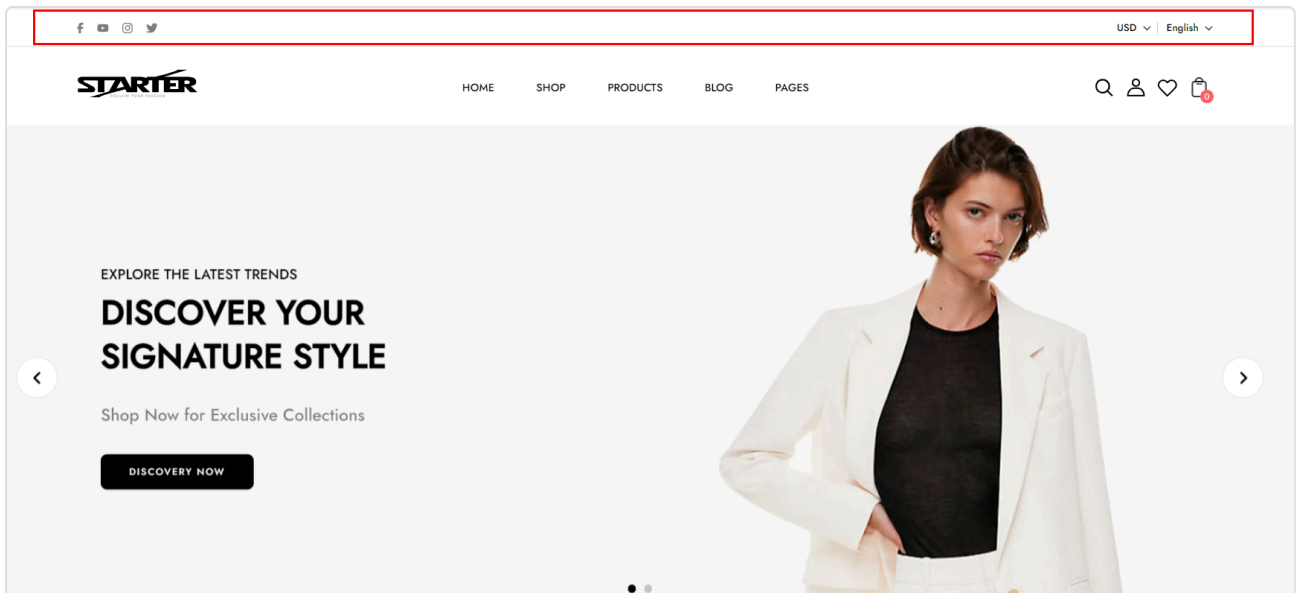 USD English
STARTER
HOME SHOP PRODUCTS BLOG PAGES
0
EXPLORE THE LATEST TRENDS
DISCOVER YOUR
SIGNATURE STYLE
Shop Now for Exclusive Collections
DISCOVERY NOW